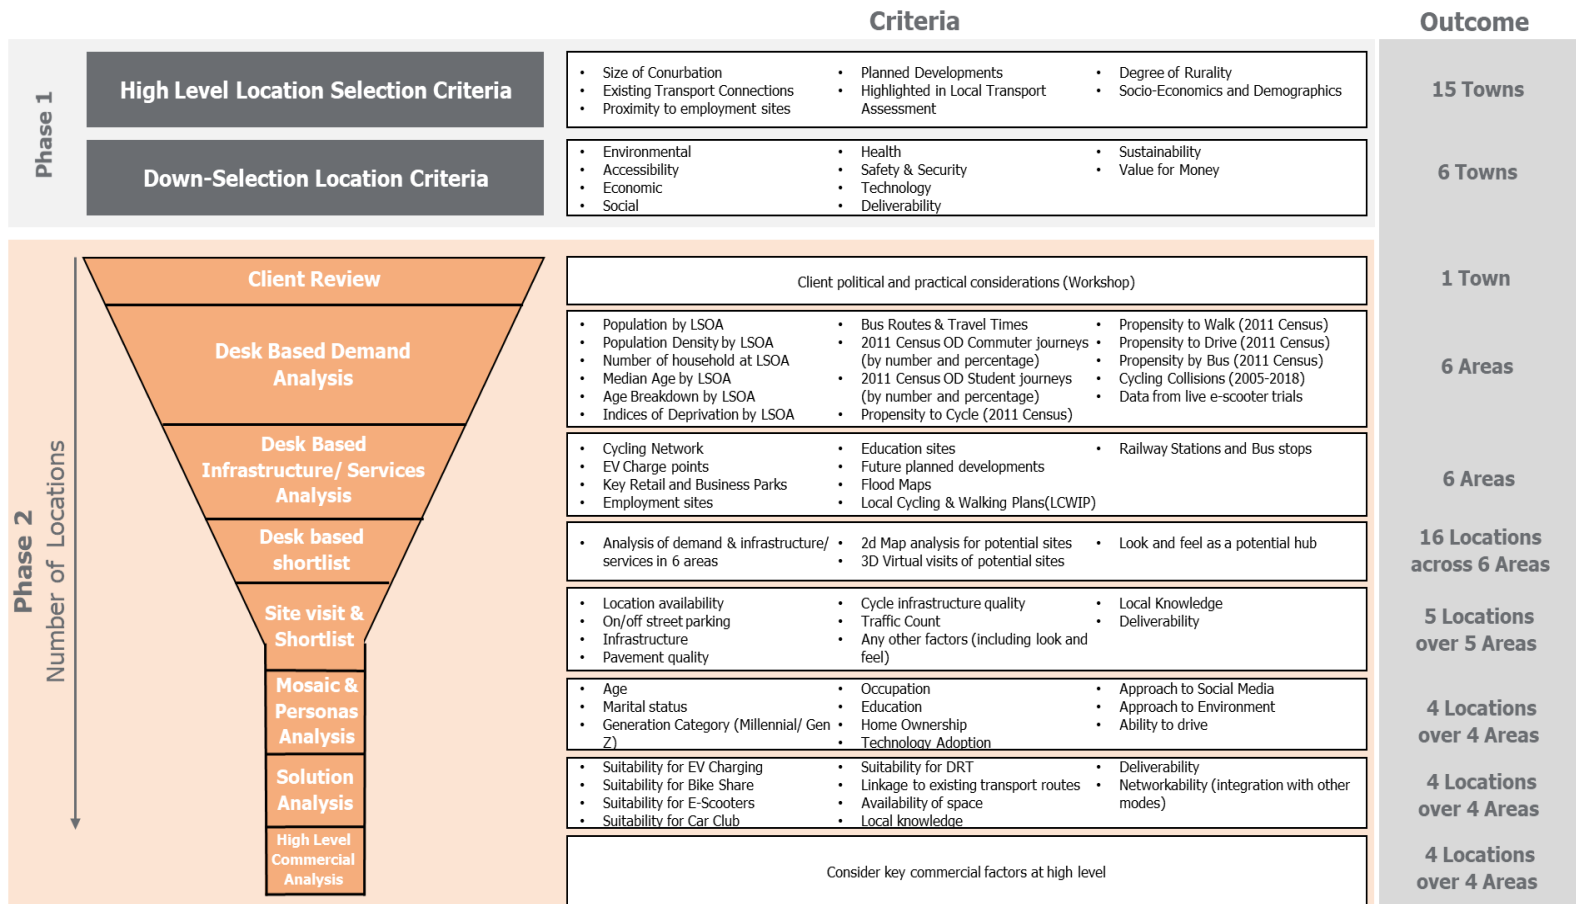 Criteria
Outcome
Phase 1
High Level Location Selection Criteria
• Size of Conurbation
• Existing Transport Connections
• Proximity to employment sites
• Planned Developments
• Highlighted in Local Transport
Assessment
• Degree of Rurality
• Socio-Economics and Demographics
15 Towns
Down-Selection Location Criteria
• Environmental
• Accessibility
• Economic
• Social
• Health
• Safety & Security
• Technology
• Deliverability
• Sustainability
• Value for Money
6 Towns
Phase 2
Number of Locations
Client Review
Client political and practical considerations (Workshop)
1 Town
Desk Based Demand
Analysis
• Population by LSOA
• Population Density by LSOA
• Number of household at LSOA
• Median Age by LSOA
• Age Breakdown by LSOA
• Indices of Deprivation by LSOA
• Bus Routes & Travel Times
• 2011 Census OD Commuter journeys
(by number and percentage)
• 2011 Census OD Student journeys
(by number and percentage)
• Propensity to Cycle (2011 Census)
• Propensity to Walk (2011 Census)
• Propensity to Drive (2011 Census)
• Propensity by Bus (2011 Census)
• Cycling Collisions (2005-2018)
• Data from live e-scooter trials
6 Areas
Desk Based
Infrastructure/ Services
Analysis
• Cycling Network
• EV Charge points
• Key Retail and Business Parks
• Employment sites
• Education sites
• Future planned developments
• Flood Maps
• Local Cycling & Walking Plans(LCWIP)
• Railway Stations and Bus stops
6 Areas
Desk based
shortlist
• Analysis of demand & infrastructure/
services in 6 areas
• 2d Map analysis for potential sites
• 3D Virtual visits of potential sites
• Look and feel as a potential hub
16 Locations
across 6 Areas
Site visit &
Shortlist
• Location availability
• On/off street parking
• Infrastructure
• Pavement quality
• Cycle infrastructure quality
• Traffic Count
• Any other factors (including look and
feel)
• Local Knowledge
• Deliverability
5 Locations
over 5 Areas
Mosaic &
Personas
Analysis
• Age
• Marital status
• Generation Category (Millennial/ Gen
Z)
• Occupation
• Education
• Home Ownership
• Technology Adoption
• Approach to Social Media
• Approach to Environment
• Ability to drive
4 Locations
over 4 Areas
Solution
Analysis
• Suitability for EV Charging
• Suitability for Bike Share
• Suitability for E-Scooters
• Suitability for Car Club
• Suitability for DRT
• Linkage to existing transport routes
• Availability of space
• Local knowledge
• Deliverability
• Networkability (integration with other
modes)
4 Locations
over 4 Areas
High Level
Commercial
Analysis
Consider key commercial factors at high level
4 Locations
over 4 Areas